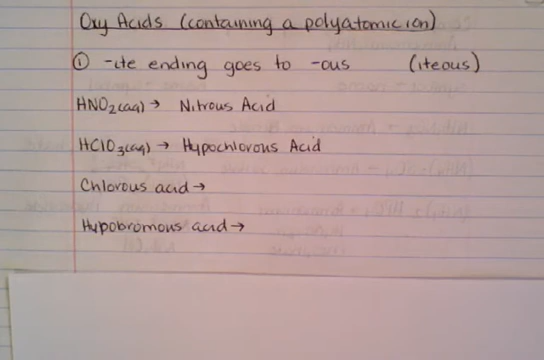 Oxy Acids (containing a polyatomic ion)
① -ite ending goes to -ous (iteous)
HNO₂(aq) → Nitrous Acid
HClO₃(aq) → Hypochlorous Acid
Chlorous acid →
Hypobromous acid →